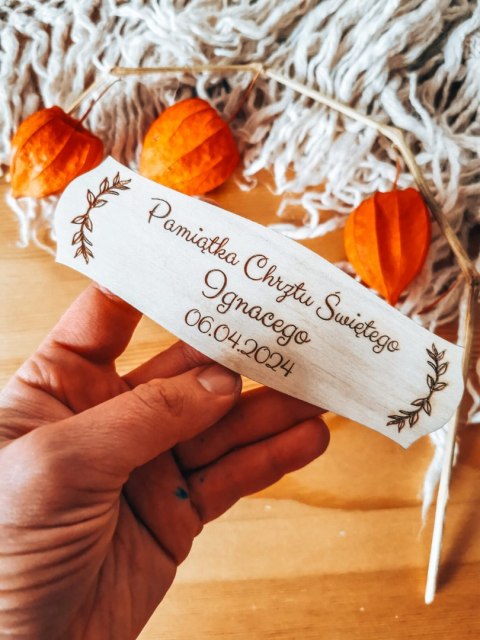 Pamiątka Chrztu Świętego
Ignacego
06.04.2024